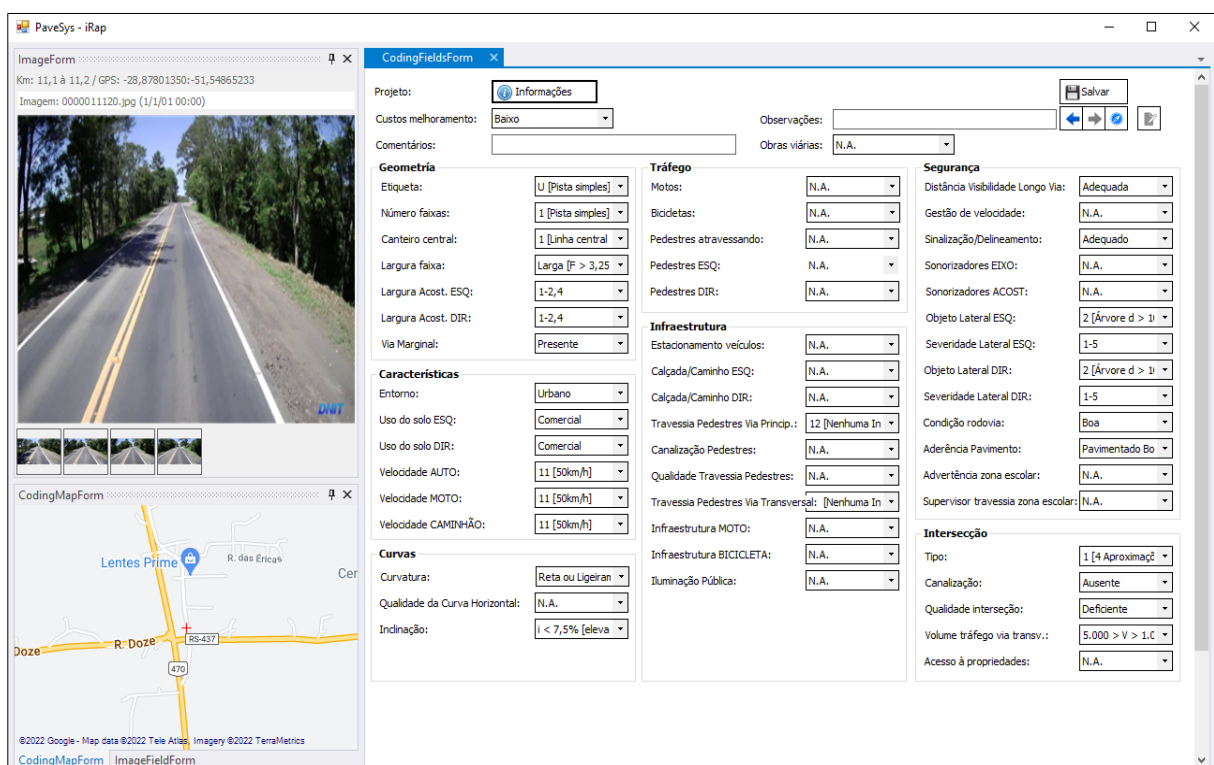 PaveSys - iRap
ImageForm
Km: 11,1 à 11,2 / GPS: -28,87801350:-51,54865233
Imagem: 0000011120.jpg (1/1/01 00:00)
DNIT
CodingMapForm
Lentes Prime
R. das Éricas
Cer
Doze
R. Doze
RS-437
470
©2022 Google - Map data ©2022 Tele Atlas, Imagery ©2022 TerraMetrics
CodingMapForm ImageFieldForm
CodingFieldsForm
Projeto: Informações Salvar
Custos melhoramento: Baixo Observações:
Comentários: Obras viárias: N.A.
Geometria
Etiqueta: U [Pista simples]
Número faixas: 1 [Pista simples]
Canteiro central: 1 [Linha central
Largura faixa: Larga [F > 3,25
Largura Acost. ESQ: 1-2,4
Largura Acost. DIR: 1-2,4
Via Marginal: Presente
Características
Entorno: Urbano
Uso do solo ESQ: Comercial
Uso do solo DIR: Comercial
Velocidade AUTO: 11 [50km/h]
Velocidade MOTO: 11 [50km/h]
Velocidade CAMINHÃO: 11 [50km/h]
Curvas
Curvatura: Reta ou Ligeiran
Qualidade da Curva Horizontal: N.A.
Inclinação: i < 7,5% [eleva
Tráfego
Motos: N.A.
Bicicletas: N.A.
Pedestres atravessando: N.A.
Pedestres ESQ: N.A.
Pedestres DIR: N.A.
Infraestrutura
Estacionamento veículos: N.A.
Calçada/Caminho ESQ: N.A.
Calçada/Caminho DIR: N.A.
Travessia Pedestres Via Princip.: 12 [Nenhuma In
Canalização Pedestres: N.A.
Qualidade Travessia Pedestres: N.A.
Travessia Pedestres Via Transversal: [Nenhuma In
Infraestrutura MOTO: N.A.
Infraestrutura BICICLETA: N.A.
Iluminação Pública: N.A.
Segurança
Distância Visibilidade Longo Via: Adequada
Gestão de velocidade: N.A.
Sinalização/Delineamento: Adequado
Sonorizadores EIXO: N.A.
Sonorizadores ACOST: N.A.
Objeto Lateral ESQ: 2 [Árvore d > 1
Severidade Lateral ESQ: 1-5
Objeto Lateral DIR: 2 [Árvore d > 1
Severidade Lateral DIR: 1-5
Condição rodovia: Boa
Aderência Pavimento: Pavimentado Bo
Advertência zona escolar: N.A.
Supervisor travessia zona escolar: N.A.
Intersecção
Tipo: 1 [4 Aproximaçõ
Canalização: Ausente
Qualidade interseção: Deficiente
Volume tráfego via transv.: 5.000 > V > 1.0
Acesso à propriedades: N.A.